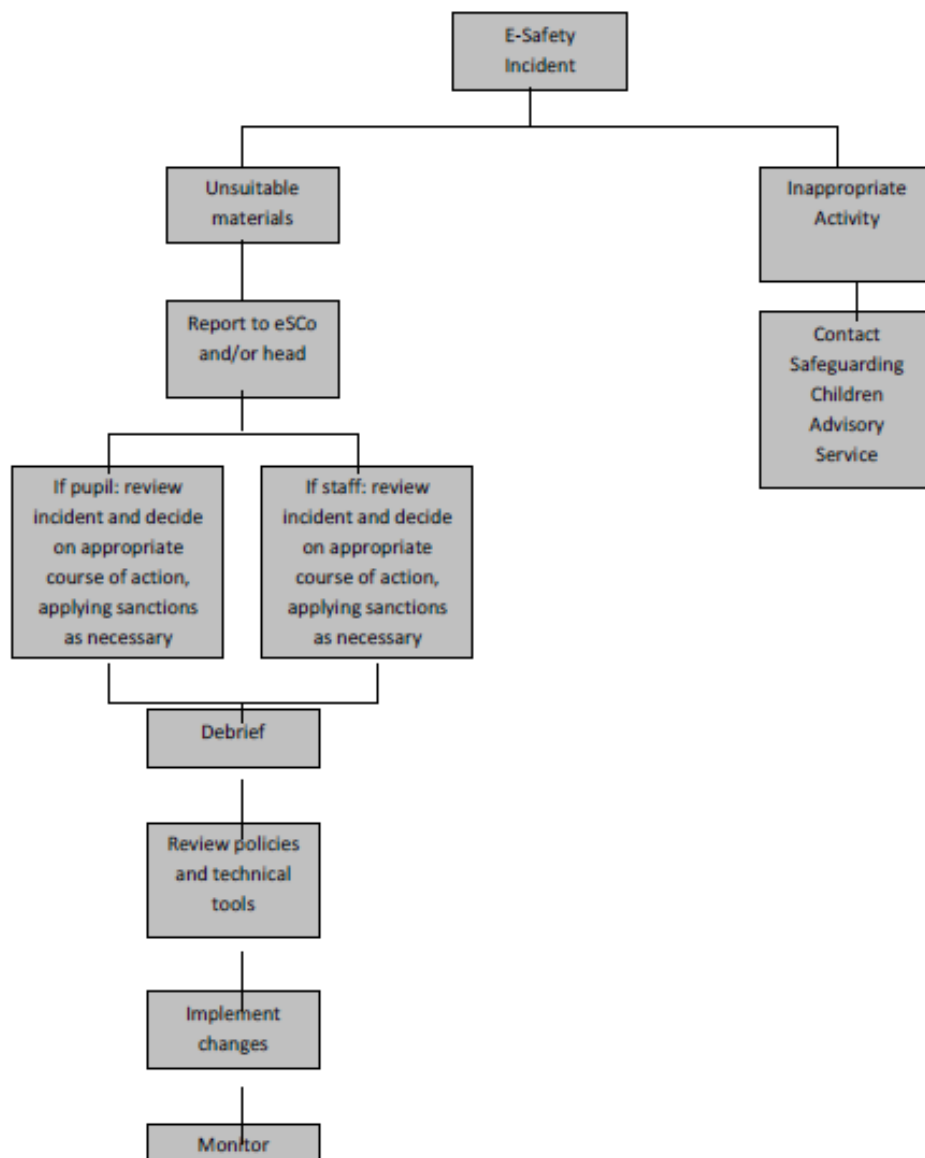 E-Safety
Incident
Unsuitable
materials
Inappropriate
Activity
Report to eSCo
and/or head
Contact
Safeguarding
Children
Advisory
Service
If pupil: review
incident and decide
on appropriate
course of action,
applying sanctions
as necessary
If staff: review
incident and decide
on appropriate
course of action,
applying sanctions
as necessary
Debrief
Review policies
and technical
tools
Implement
changes
Monitor